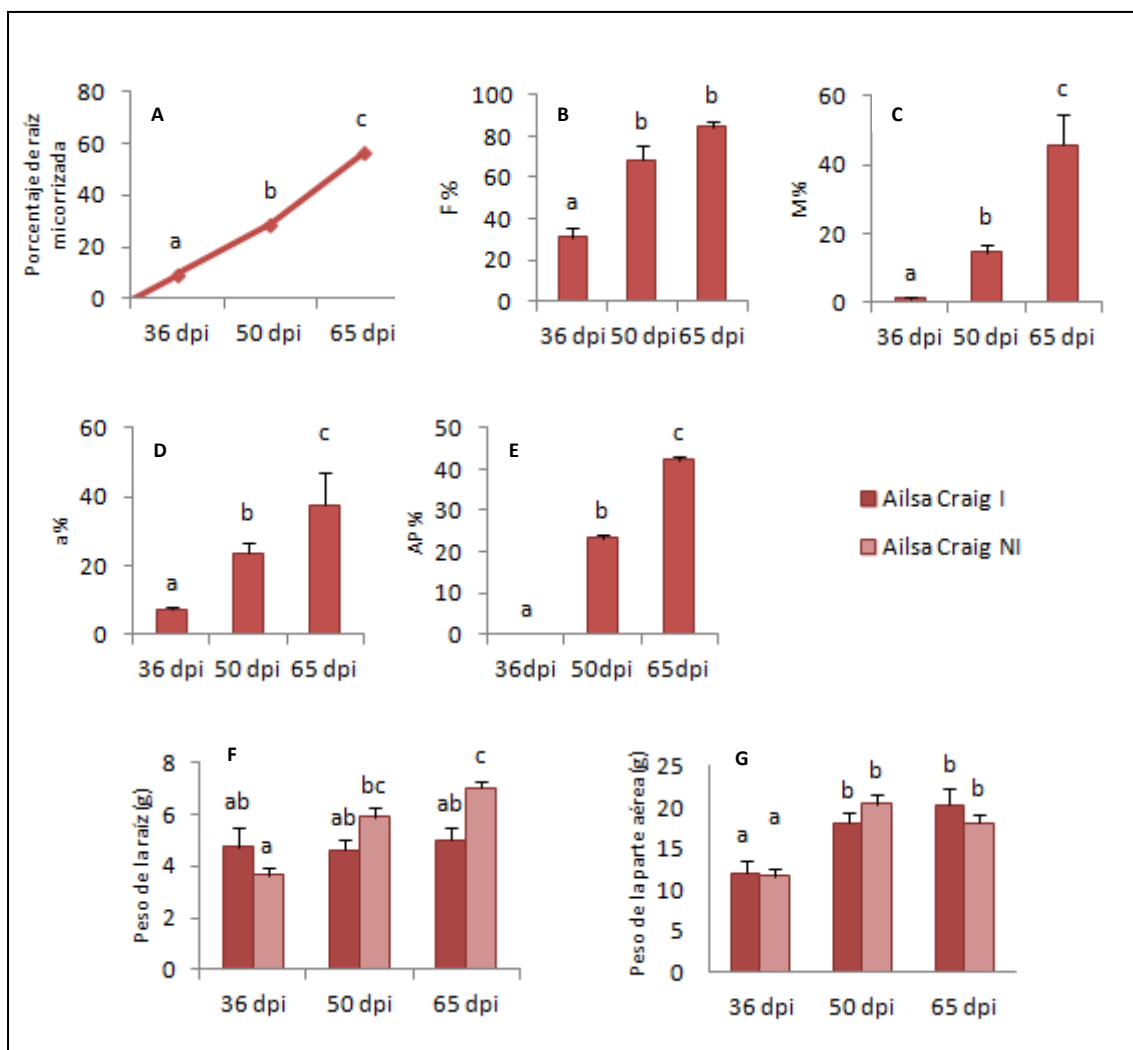 A
Porcentaje de raíz
micorrizada
80
60
40
20
0
a
b
c
36 dpi
50 dpi
65 dpi
B
F %
100
80
60
40
20
0
a
b
b
36 dpi
50 dpi
65 dpi
C
M%
60
40
20
0
a
b
c
36 dpi
50 dpi
65 dpi
D
a%
60
40
20
0
a
b
c
36 dpi
50 dpi
65 dpi
E
AP %
50
40
30
20
10
0
a
b
c
36dpi
50dpi
65dpi
Ailsa Craig I
Ailsa Craig NI
F
Peso de la raíz (g)
8
6
4
2
0
ab
a
ab
bc
ab
c
36 dpi
50 dpi
65 dpi
G
Peso de la parte aérea (g)
25
20
15
10
5
0
a
a
b
b
b
b
36 dpi
50 dpi
65 dpi